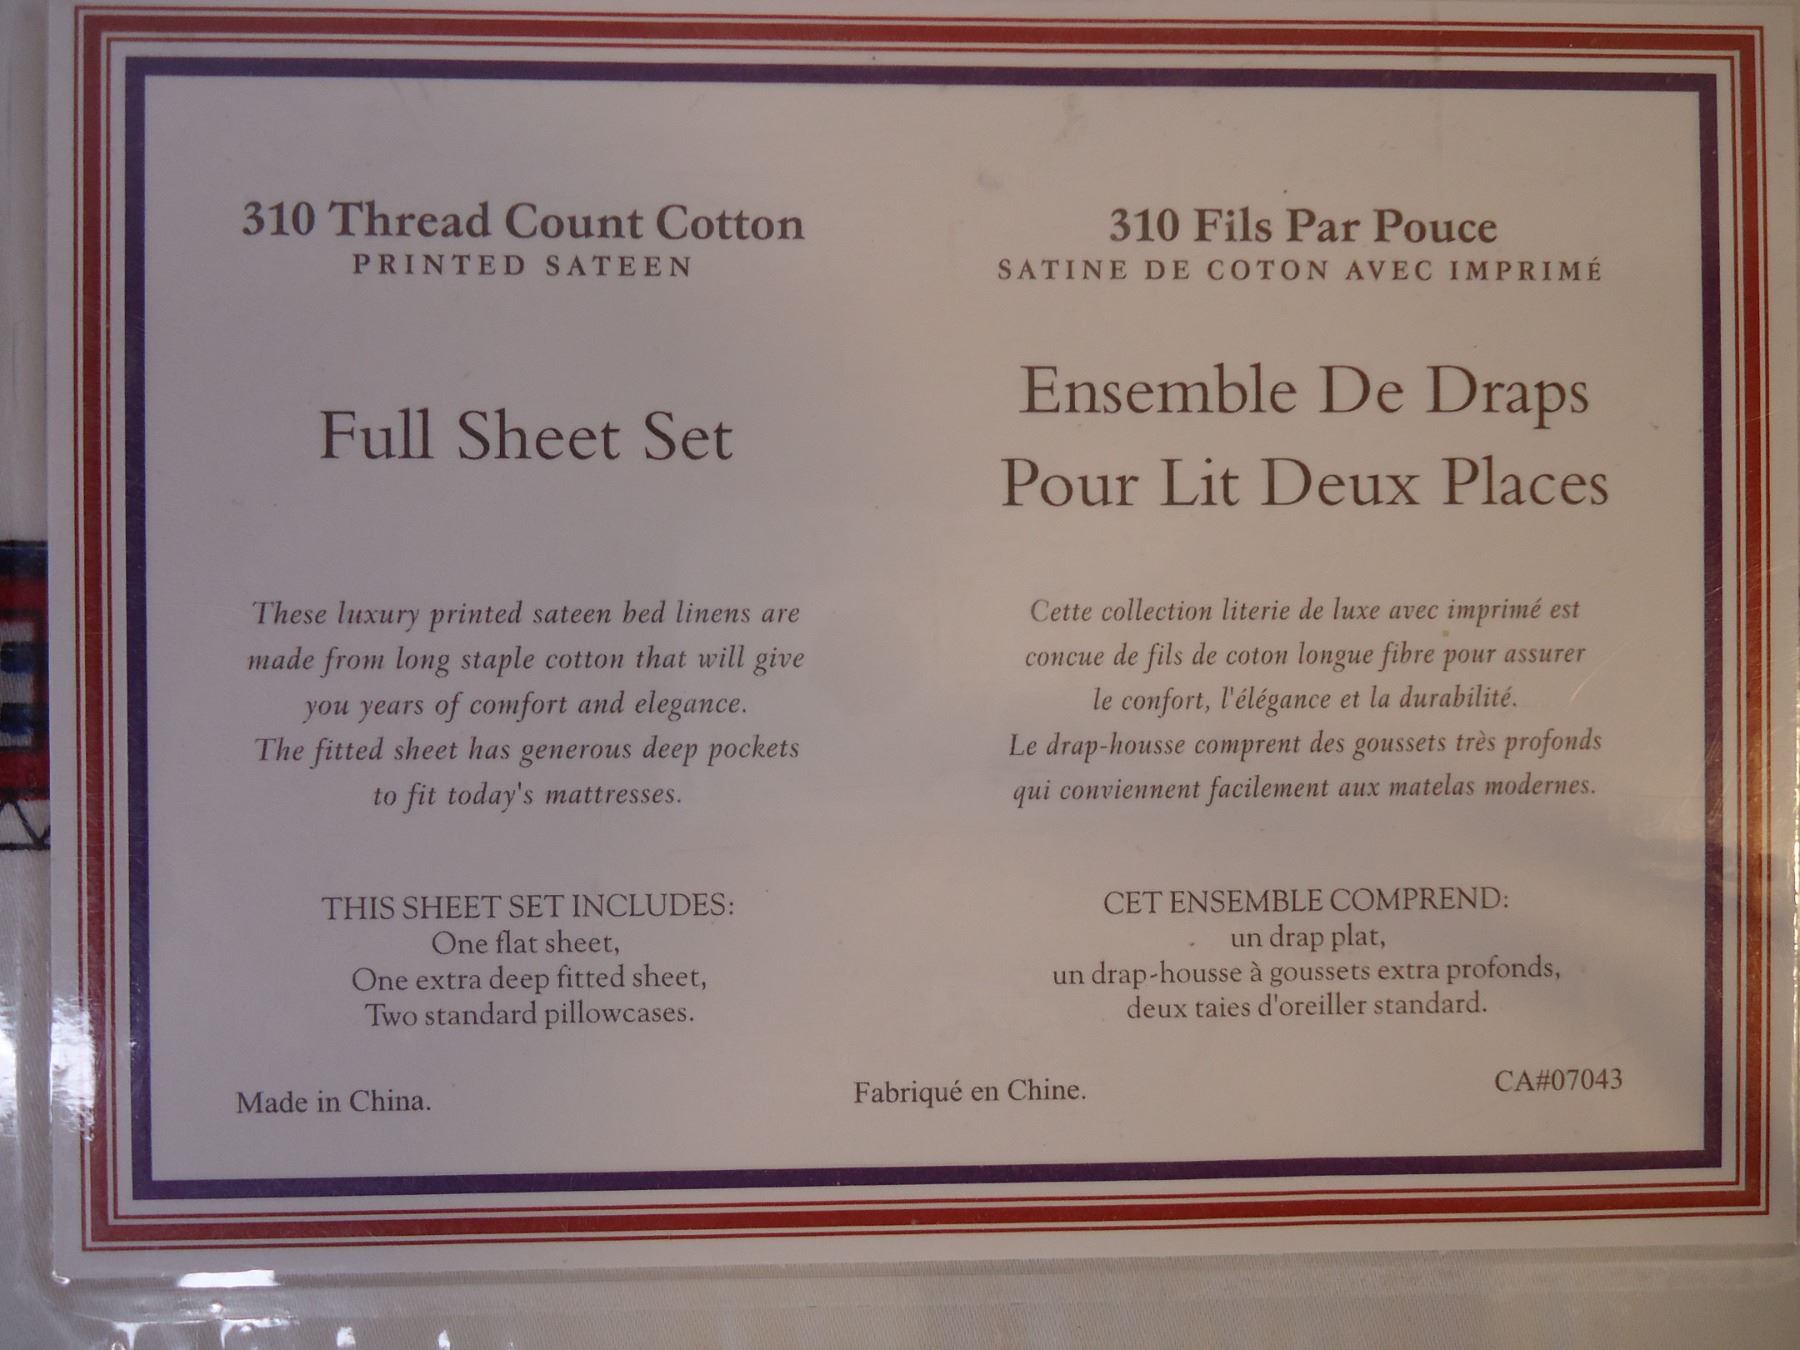 310 Thread Count Cotton
PRINTED SATEEN
Full Sheet Set
These luxury printed sateen bed linens are
made from long staple cotton that will give
you years of comfort and elegance.
The fitted sheet has generous deep pockets
to fit today's mattresses.
THIS SHEET SET INCLUDES:
One flat sheet,
One extra deep fitted sheet,
Two standard pillowcases.
Made in China.
310 Fils Par Pouce
SATINE DE COTON AVEC IMPRIMÉ
Ensemble De Draps
Pour Lit Deux Places
Cette collection literie de luxe avec imprimé est
concue de fils de coton longue fibre pour assurer
le confort, l'élégance et la durabilité.
Le drap-housse comprent des goussets très profonds
qui conviennent facilement aux matelas modernes.
CET ENSEMBLE COMPREND:
un drap plat,
un drap-housse à goussets extra profonds,
deux taies d'oreiller standard.
Fabriqué en Chine.
CA#07043